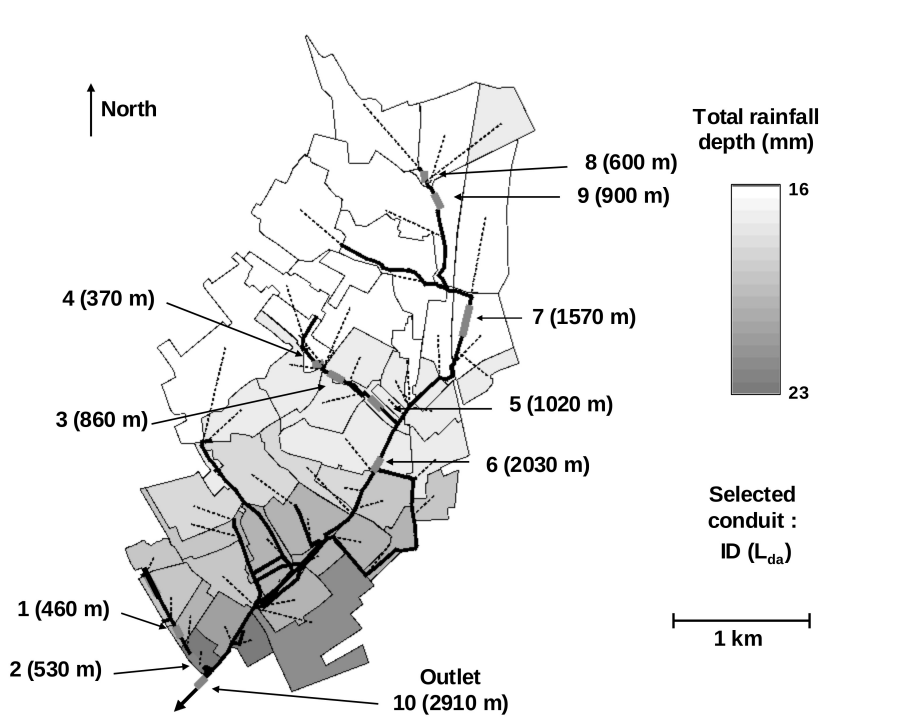 North
Total rainfall
depth (mm)
8 (600 m)
16
9 (900 m)
4 (370 m)
7 (1570 m)
23
5 (1020 m)
3 (860 m)
6 (2030 m)
Selected
conduit :
ID (Lda)
1 (460 m)
1 km
2 (530 m)
Outlet
10 (2910 m)